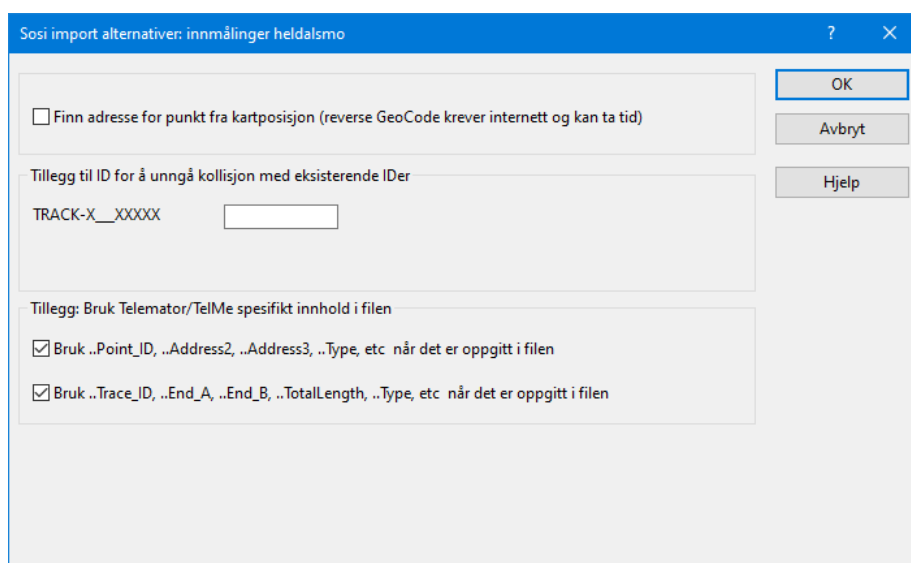 Sosi import alternativer: innmålinger heldalsmo
?
OK
Finn adresse for punkt fra kartposisjon (reverse GeoCode krever internett og kan ta tid)
Avbryt
Tillegg til ID for å unngå kollisjon med eksisterende IDer
Hjelp
TRACK-X__XXXXX
Tillegg: Bruk Telemator/TelMe spesifikt innhold i filen
Bruk ..Point_ID, ..Address2, ..Address3, ..Type, etc når det er oppgitt i filen
Bruk ..Trace_ID, ..End_A, ..End_B, ..TotalLength, ..Type, etc når det er oppgitt i filen